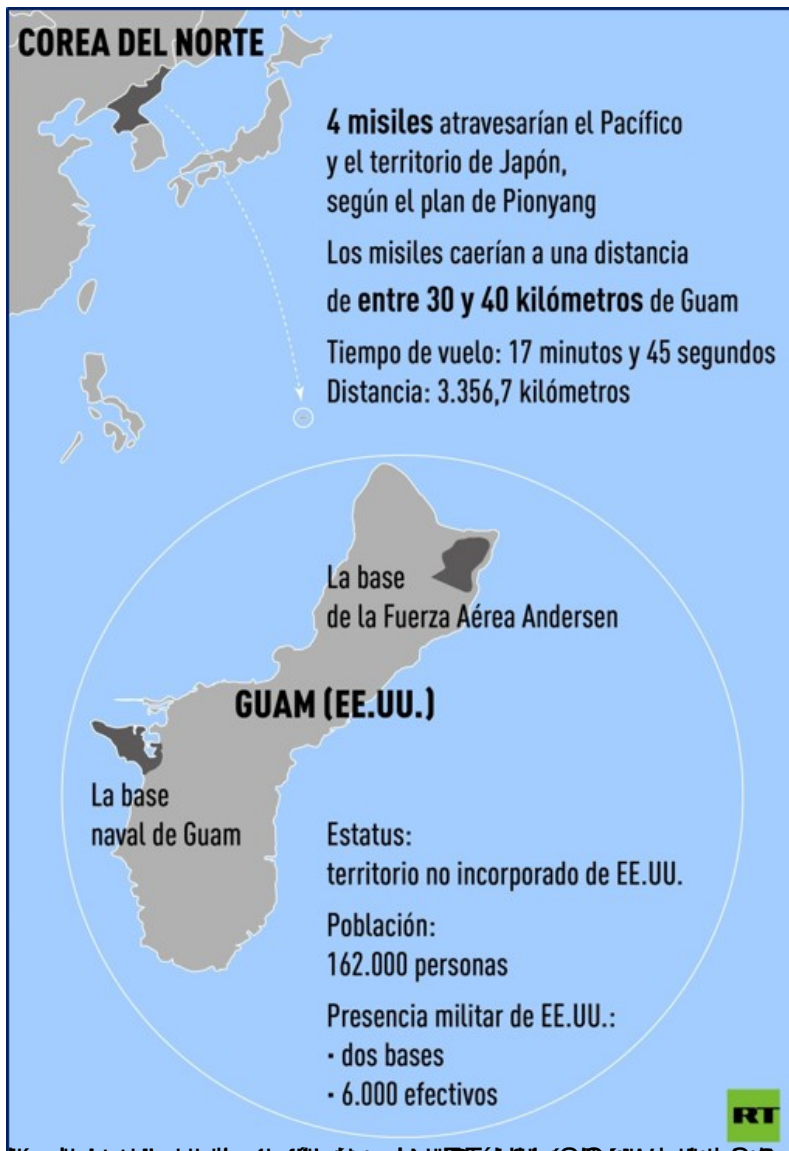 COREA DEL NORTE
4 misiles atravesarían el Pacífico
y el territorio de Japón,
según el plan de Pionyang
Los misiles caerían a una distancia
de entre 30 y 40 kilómetros de Guam
Tiempo de vuelo: 17 minutos y 45 segundos
Distancia: 3.356,7 kilómetros
La base
de la Fuerza Aérea Andersen
GUAM (EE.UU.)
La base
naval de Guam
Estatus:
territorio no incorporado de EE.UU.
Población:
162.000 personas
Presencia militar de EE.UU.:
· dos bases
· 6.000 efectivos
RT